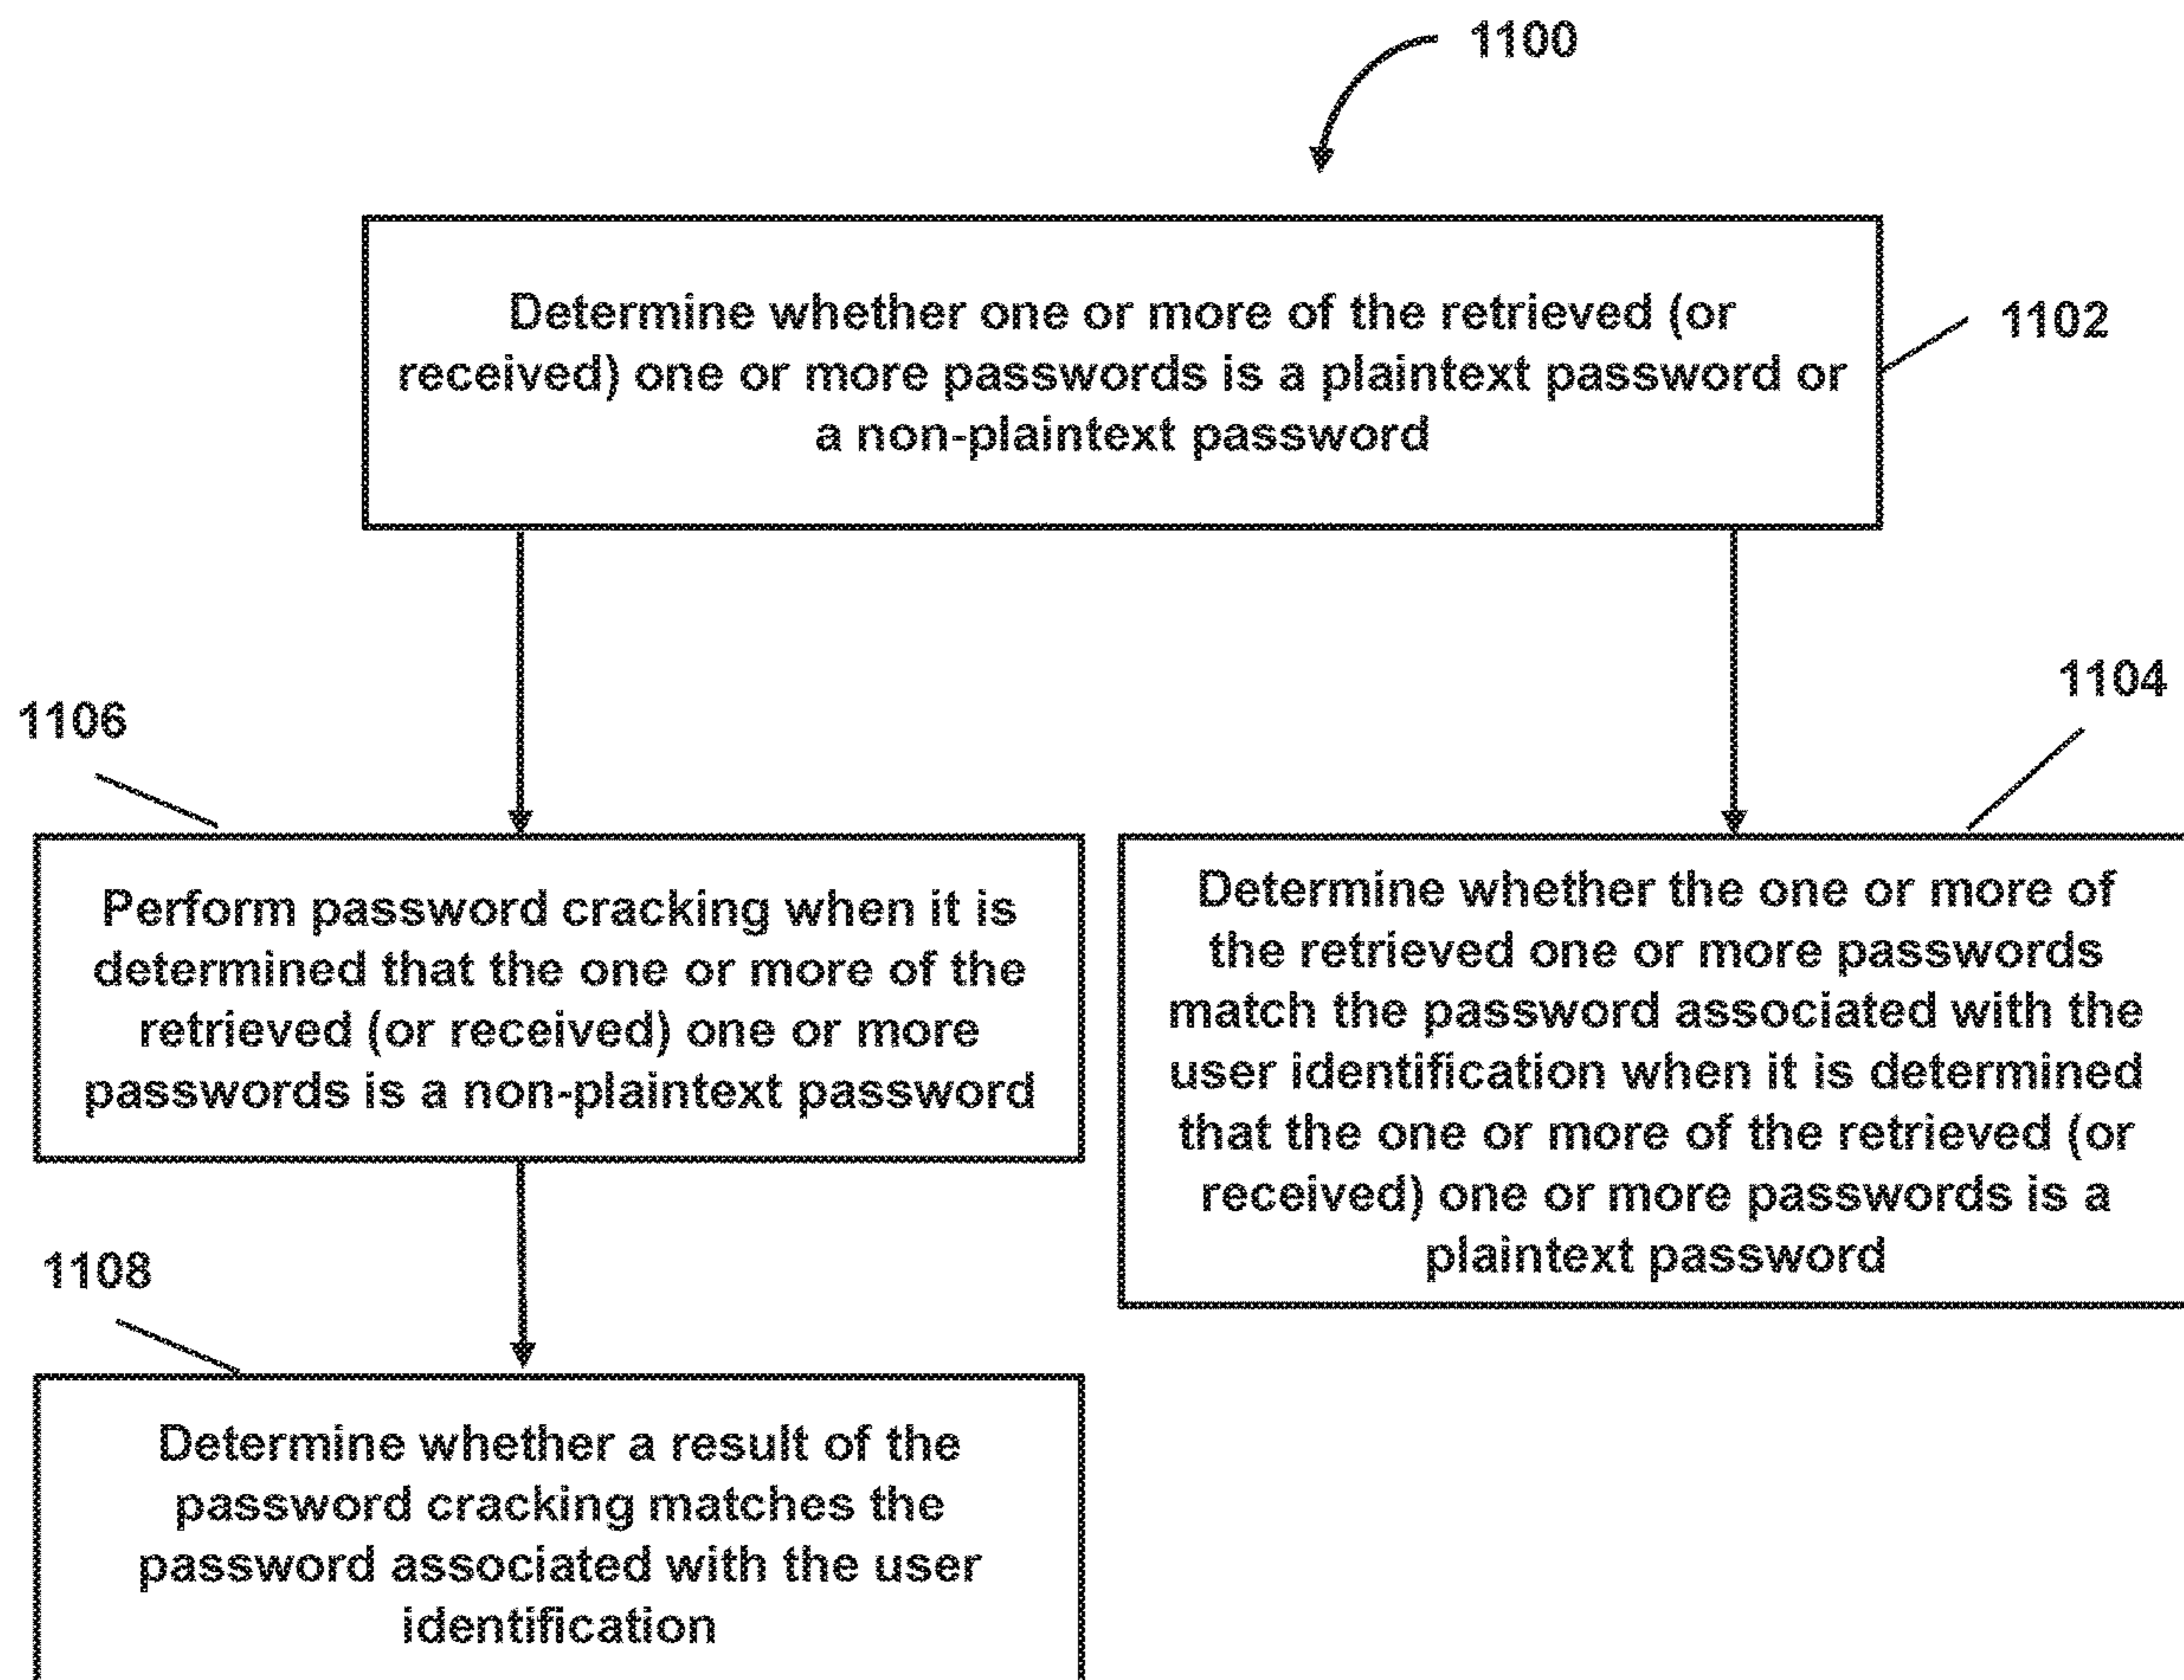 1100
Determine whether one or more of the retrieved (or
received) one or more passwords is a plaintext password or
a non-plaintext password
1102
1106
Perform password cracking when it is
determined that the one or more of the
retrieved (or received) one or more
passwords is a non-plaintext password
1104
Determine whether the one or more of
the retrieved one or more passwords
match the password associated with the
user identification when it is determined
that the one or more of the retrieved (or
received) one or more passwords is a
plaintext password
1108
Determine whether a result of the
password cracking matches the
password associated with the user
identification